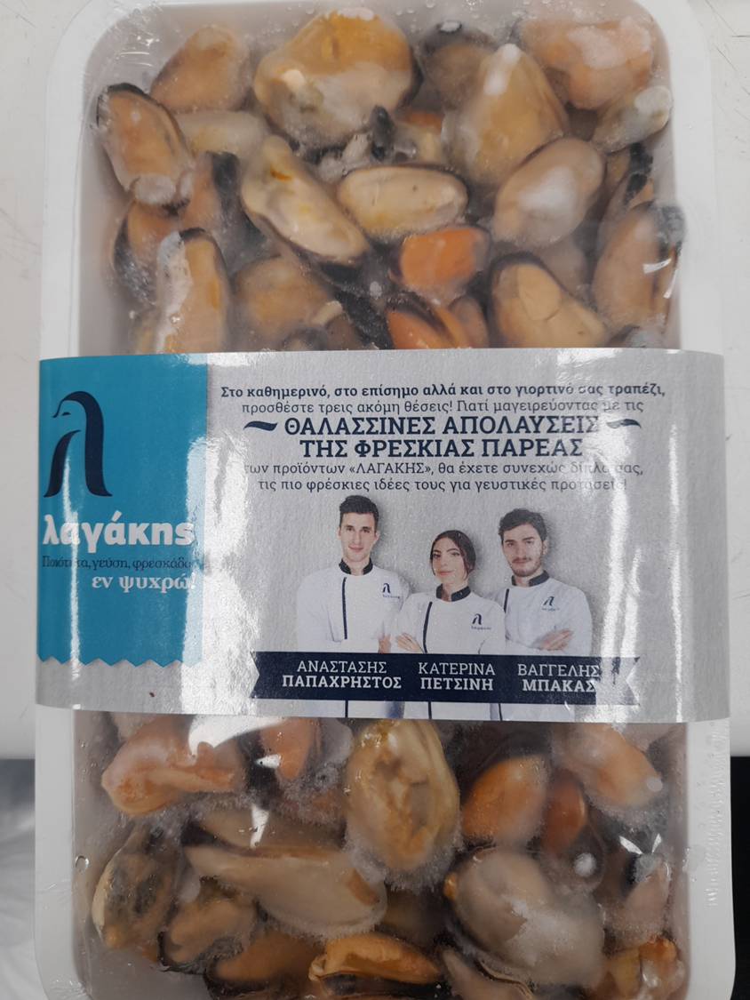 λαγάκης
Ποιότητα, γεύση, φρεσκάδα
εν ψυχρώ!
Στο καθημερινό, στο επίσημο αλλά και στο γιορτινό σας τραπέζι,
προσθέστε τρεις ακόμη θέσεις! Γιατί μαγειρεύοντας με τις
ΘΑΛΑΣΣΙΝΕΣ ΑΠΟΛΑΥΣΕΙΣ
ΤΗΣ ΦΡΕΣΚΙΑΣ ΠΑΡΕΑΣ
των προϊόντων «ΛΑΓΑΚΗΣ», θα έχετε συνεχώς δίπλα σας,
τις πιο φρέσκιες ιδέες τους για γευστικές προτάσεις!
ΑΝΑΣΤΑΣΗΣ
ΠΑΠΑΧΡΗΣΤΟΣ
ΚΑΤΕΡΙΝΑ
ΠΕΤΣΙΝΗ
ΒΑΓΓΕΛΗΣ
ΜΠΑΚΑΣ